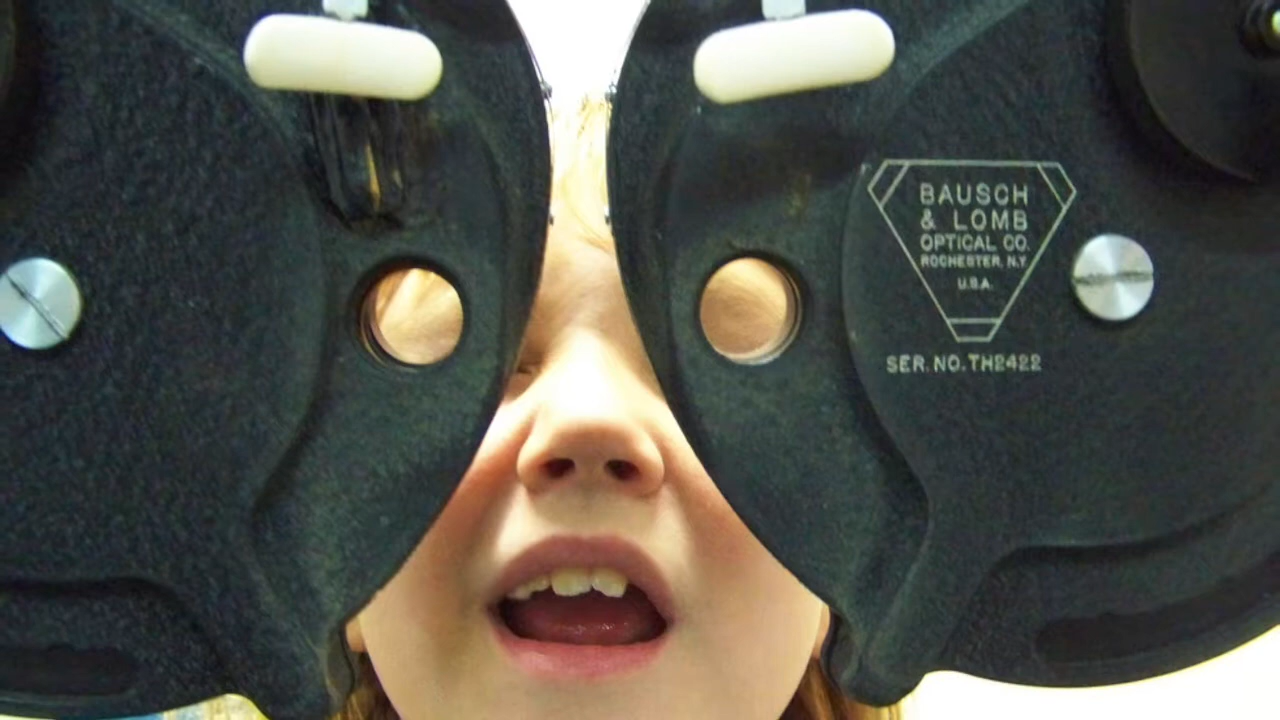 BAUSCH
& LOMB
OPTICAL CO.
ROCHESTER, N.Y.
U.S.A.
SER. NO. TH2422